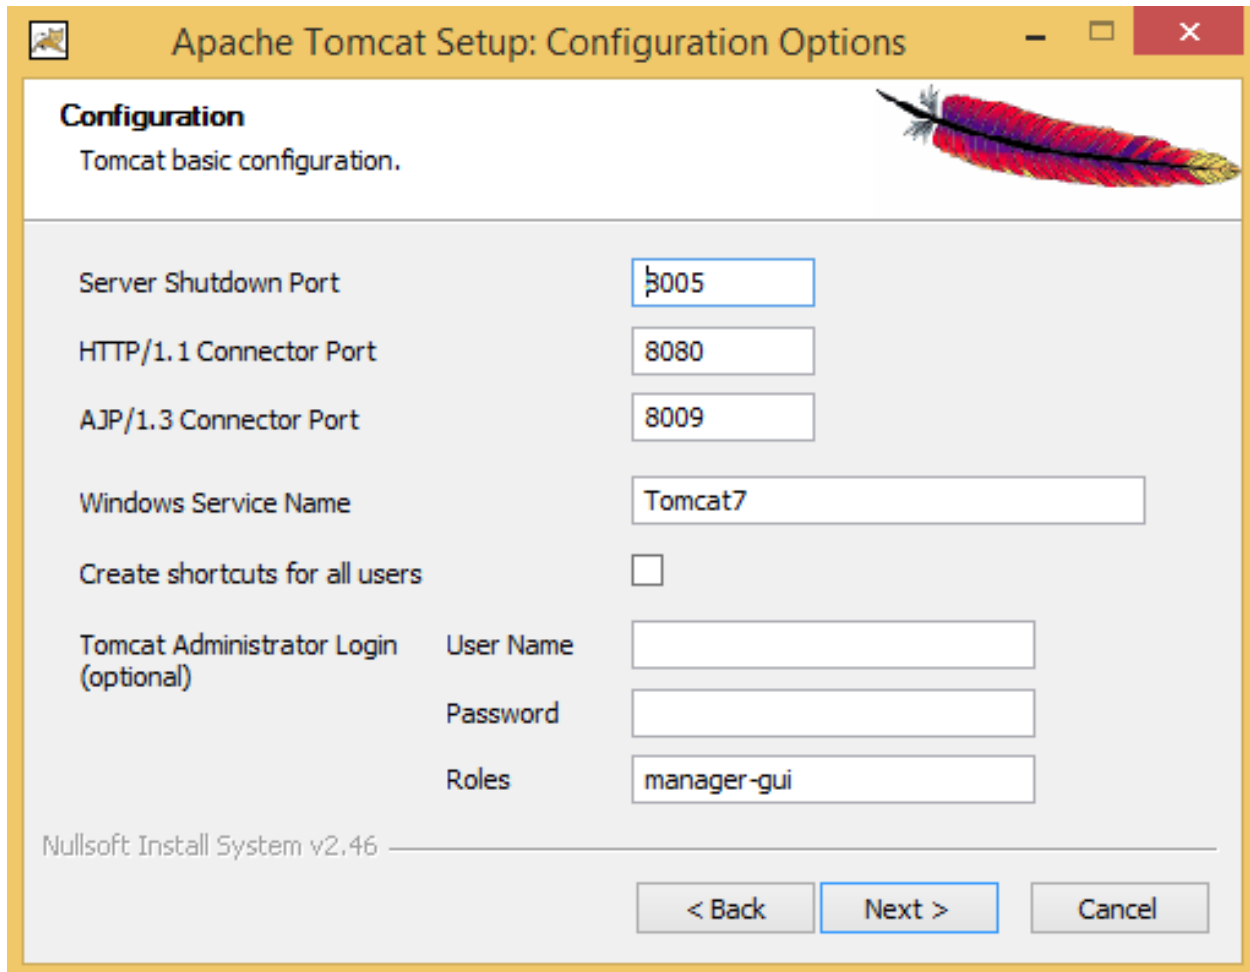 Apache Tomcat Setup: Configuration Options
Configuration
Tomcat basic configuration.
Server Shutdown Port 8005
HTTP/1.1 Connector Port 8080
AJP/1.3 Connector Port 8009
Windows Service Name Tomcat7
Create shortcuts for all users
Tomcat Administrator Login User Name
(optional)
Password
Roles manager-gui
Nullsoft Install System v2.46
< Back Next > Cancel